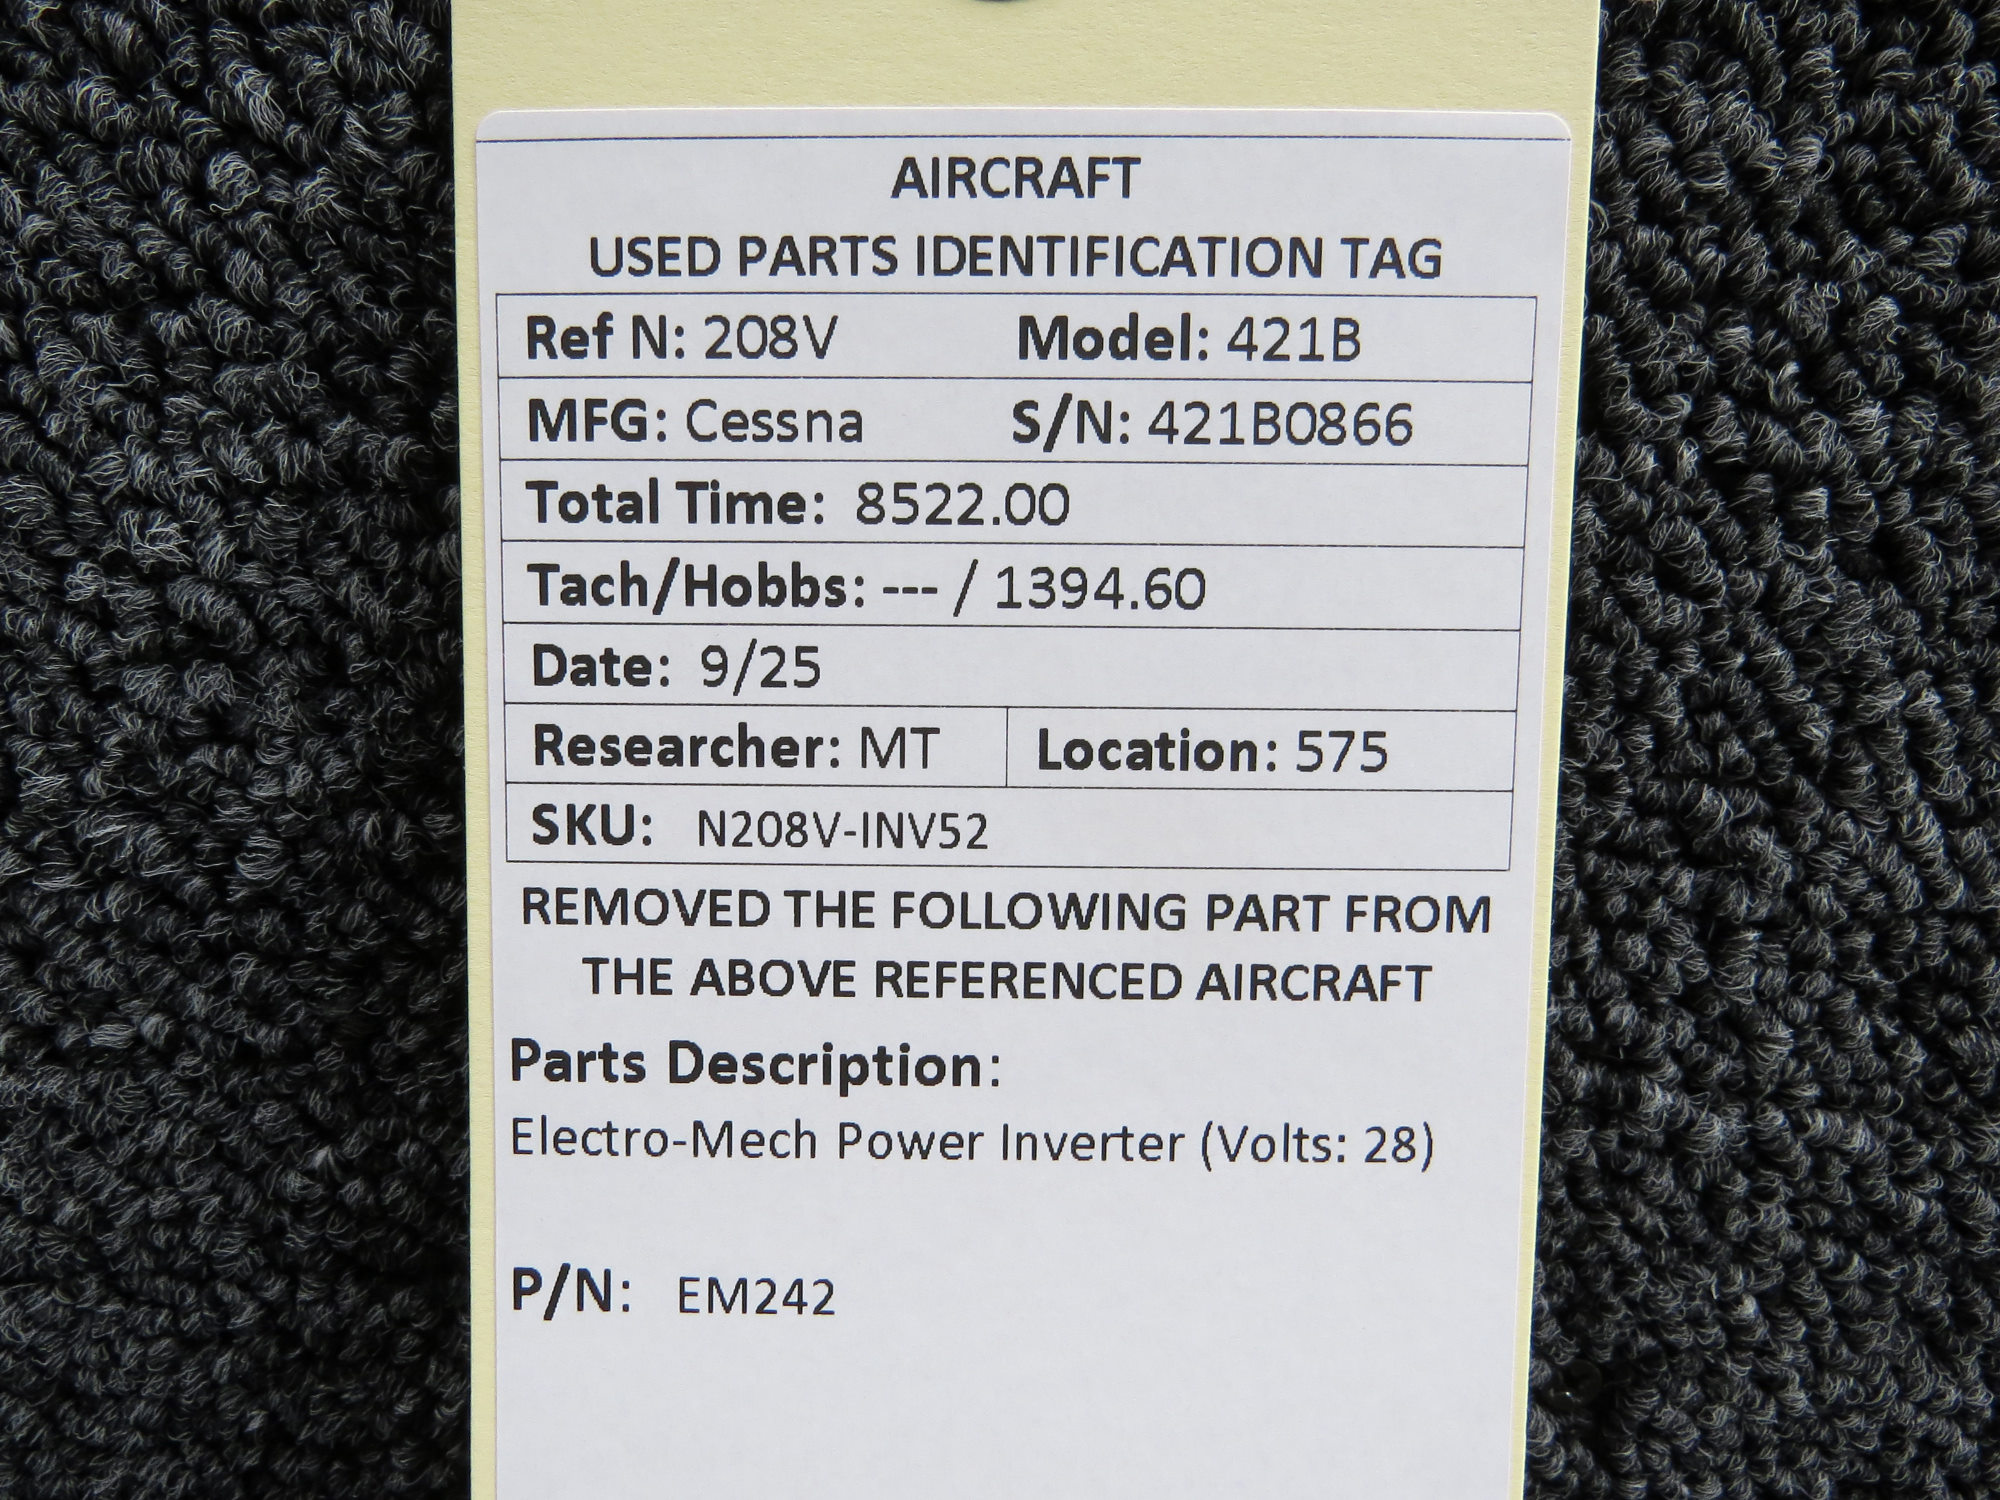 AIRCRAFT
USED PARTS IDENTIFICATION TAG
Ref N: 208V Model: 421B
MFG: Cessna S/N: 421B0866
Total Time: 8522.00
Tach/Hobbs: --- / 1394.60
Date: 9/25
Researcher: MT Location: 575
SKU: N208V-INV52
REMOVED THE FOLLOWING PART FROM
THE ABOVE REFERENCED AIRCRAFT
Parts Description:
Electro-Mech Power Inverter (Volts: 28)
P/N: EM242